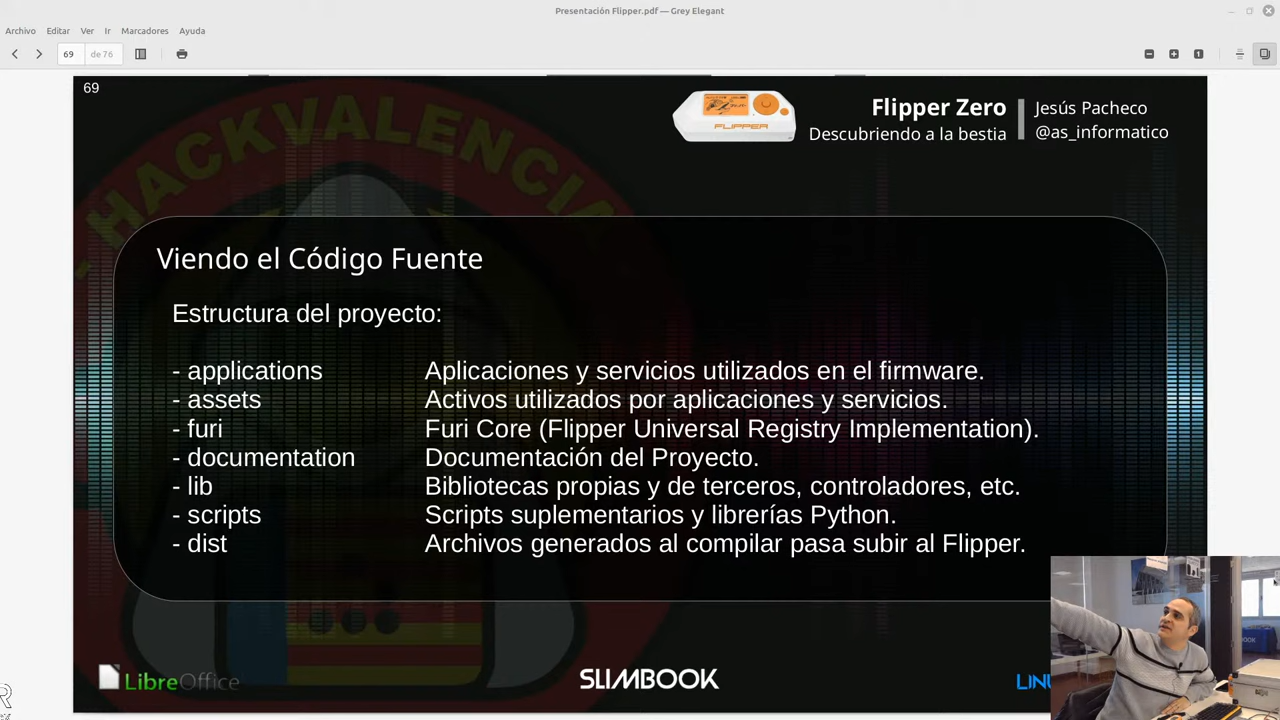 Presentación Flipper.pdf — Grey Elegant
Archivo Editar Ver Ir Marcadores Ayuda
69 de 76
69
Flipper Zero
Descubriendo a la bestia
Jesús Pacheco
@as_informatico
FLIPPER
HACKVALENCIA
Viendo el Código Fuente
Estructura del proyecto:
- applications Aplicaciones y servicios utilizados en el firmware.
- assets Activos utilizados por aplicaciones y servicios.
- furi Furi Core (Flipper Universal Registry Implementation).
- documentation Documentación del Proyecto.
- lib Bibliotecas propias y de terceros, controladores, etc.
- scripts Scripts suplementarios y librerías Python.
- dist Archivos generados al compilar pasa subir al Flipper.
LibreOffice
SLIMBOOK